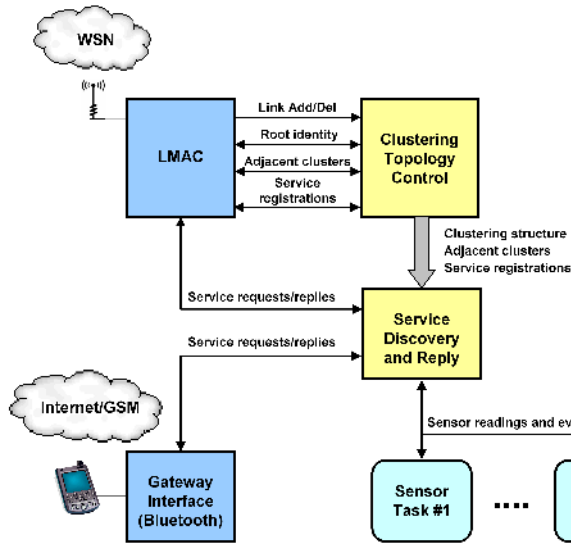 WSN
LMAC
Link Add/Del
Root identity
Adjacent clusters
Service
registrations
Clustering
Topology
Control
Clustering structure
Adjacent clusters
Service registrations
Service requests/replies
Service
Discovery
and Reply
Service requests/replies
Internet/GSM
Sensor readings and ev
Gateway
Interface
(Bluetooth)
Sensor
Task #1
....